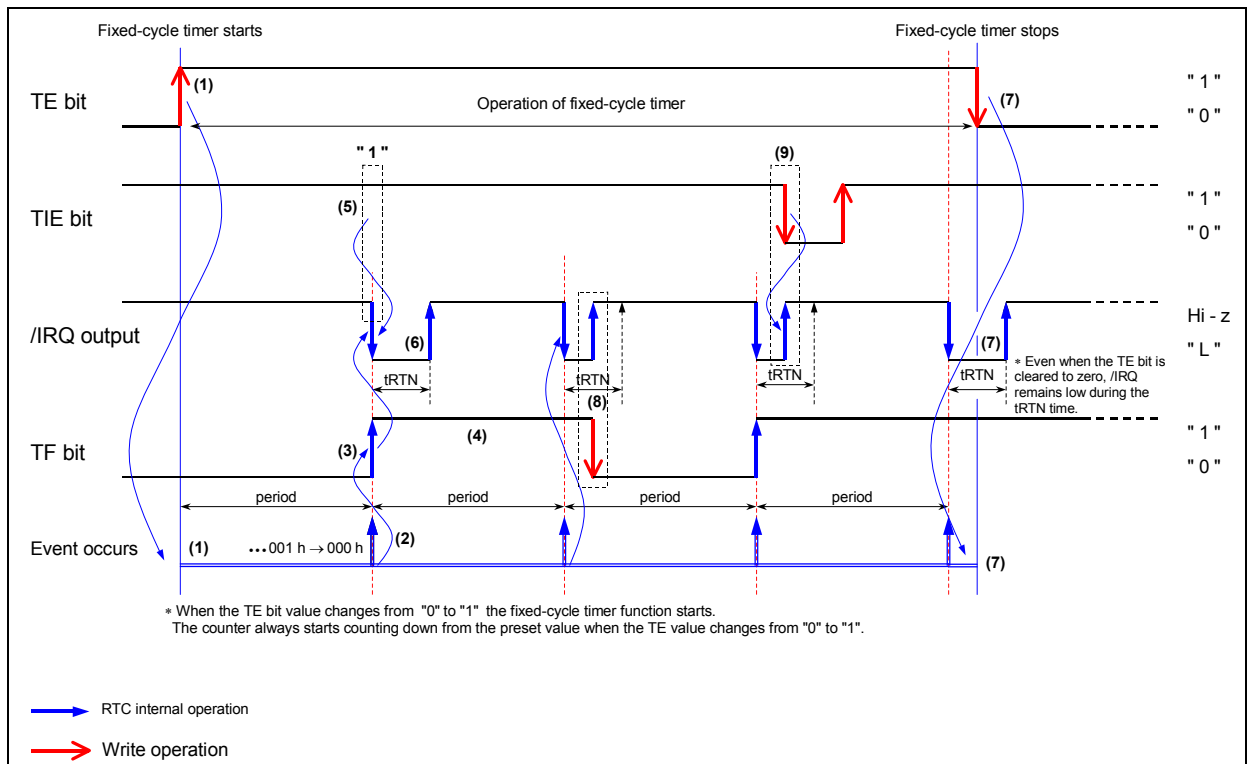 Fixed-cycle timer starts
Fixed-cycle timer stops
TE bit
(1)
Operation of fixed-cycle timer
(7)
" 1 "
" 0 "
" 1 "
(9)
TIE bit
(5)
" 1 "
" 0 "
/IRQ output
(6)
(7)
Hi - z
" L "
tRTN
tRTN
tRTN
tRTN
* Even when the TE bit is
cleared to zero, /IRQ
remains low during the
tRTN time.
(8)
TF bit
(3)
(4)
" 1 "
" 0 "
period
period
period
period
Event occurs
(1)
•••001 h → 000 h
(2)
(7)
* When the TE bit value changes from "0" to "1" the fixed-cycle timer function starts.
The counter always starts counting down from the preset value when the TE value changes from "0" to "1".
RTC internal operation
Write operation